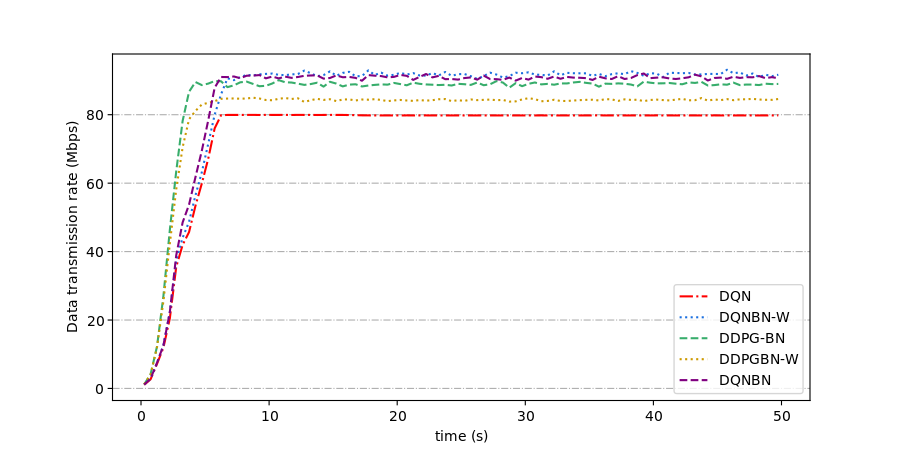 Data transmission rate (Mbps)
80
60
40
20
0
0 10 20 30 40 50
time (s)
DQN
DQNBN-W
DDPG-BN
DDPGBN-W
DQNBN